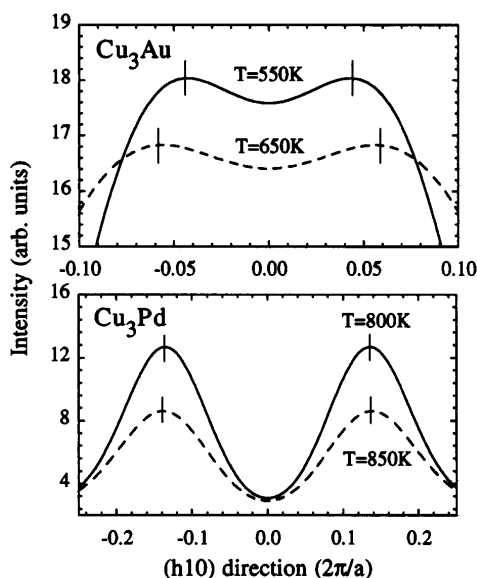 19
Cu3Au
T=550K
18
17
T=650K
16
15
-0.10 -0.05 0.00 0.05 0.10
Intensity (arb. units)
16
Cu3Pd
T=800K
12
8
T=850K
4
-0.2 -0.1 0.0 0.1 0.2
(h10) direction (2π/a)